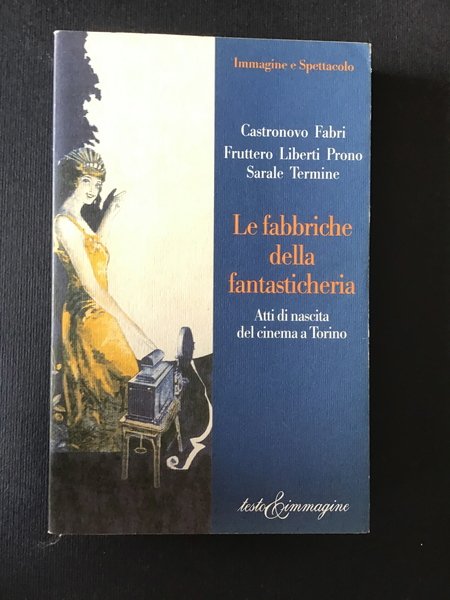 Immagine e Spettacolo
Castronovo Fabri
Fruttero Liberti Prono
Sarale Termine
Le fabbriche
della
fantasticheria
Atti di nascita
del cinema a Torino
testo&immagine